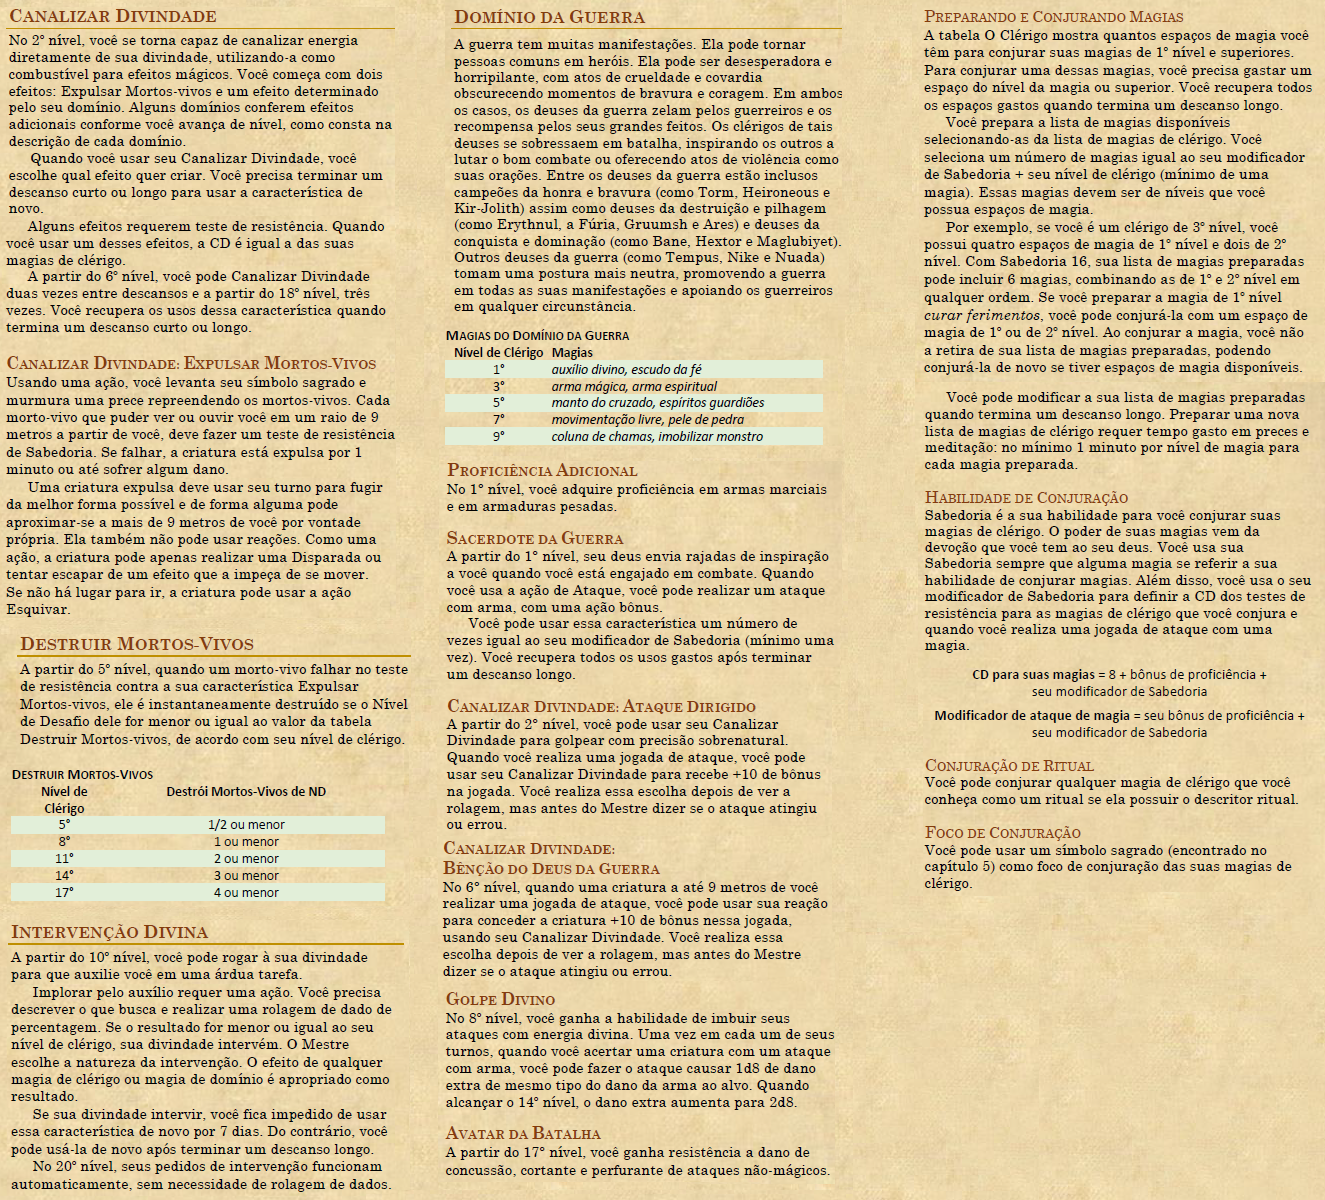 CANALIZAR DIVINDADE
No 2° nível, você se torna capaz de canalizar energia
diretamente de sua divindade, utilizando-a como
combustível para efeitos mágicos. Você começa com dois
efeitos: Expulsar Mortos-vivos e um efeito determinado
pelo seu domínio. Alguns domínios conferem efeitos
adicionais conforme você avança de nível, como consta na
descrição de cada domínio.
Quando você usar seu Canalizar Divindade, você
escolhe qual efeito quer criar. Você precisa terminar um
descanso curto ou longo para usar a característica de
novo.
Alguns efeitos requerem teste de resistência. Quando
você usar um desses efeitos, a CD é igual a das suas
magias de clérigo.
A partir do 6° nível, você pode Canalizar Divindade
duas vezes entre descansos e a partir do 18° nível, três
vezes. Você recupera os usos dessa característica quando
termina um descanso curto ou longo.
CANALIZAR DIVINDADE: EXPULSAR MORTOS-VIVOS
Usando uma ação, você levanta seu símbolo sagrado e
murmura uma prece repreendendo os mortos-vivos. Cada
morto-vivo que puder ver ou ouvir você em um raio de 9
metros a partir de você, deve fazer um teste de resistência
de Sabedoria. Se falhar, a criatura está expulsa por 1
minuto ou até sofrer algum dano.
Uma criatura expulsa deve usar seu turno para fugir
da melhor forma possível e de forma alguma pode
aproximar-se a mais de 9 metros de você por vontade
própria. Ela também não pode usar reações. Como uma
ação, a criatura pode apenas realizar uma Disparada ou
tentar escapar de um efeito que a impeça de se mover.
Se não há lugar para ir, a criatura pode usar a ação
Esquivar.
DESTRUIR MORTOS-VIVOS
A partir do 5° nível, quando um morto-vivo falhar no teste
de resistência contra a sua característica Expulsar
Mortos-vivos, ele é instantaneamente destruído se o Nível
de Desafio dele for menor ou igual ao valor da tabela
Destruir Mortos-vivos, de acordo com seu nível de clérigo.
DESTRUIR MORTOS-VIVOS
Nível de Clérigo Destrói Mortos-Vivos de ND
5° 1/2 ou menor
8° 1 ou menor
11° 2 ou menor
14° 3 ou menor
17° 4 ou menor
INTERVENÇÃO DIVINA
A partir do 10° nível, você pode rogar à sua divindade
para que auxilie você em uma árdua tarefa.
Implorar pelo auxílio requer uma ação. Você precisa
descrever o que busca e realizar uma rolagem de dado de
percentagem. Se o resultado for menor ou igual ao seu
nível de clérigo, sua divindade intervém. O Mestre
escolhe a natureza da intervenção. O efeito de qualquer
magia de clérigo ou magia de domínio é apropriado como
resultado.
Se sua divindade intervir, você fica impedido de usar
essa característica de novo por 7 dias. Do contrário, você
pode usá-la de novo após terminar um descanso longo.
No 20° nível, seus pedidos de intervenção funcionam
automaticamente, sem necessidade de rolagem de dados.
DOMÍNIO DA GUERRA
A guerra tem muitas manifestações. Ela pode tornar
pessoas comuns em heróis. Ela pode ser desesperadora e
horripilante, com atos de crueldade e covardia
obscurecendo momentos de bravura e coragem. Em ambos
os casos, os deuses da guerra zelam pelos guerreiros e os
recompensa pelos seus grandes feitos. Os clérigos de tais
deuses se sobressaem em batalha, inspirando os outros a
lutar o bom combate ou oferecendo atos de violência como
suas orações. Entre os deuses da guerra estão inclusos
campeões da honra e bravura (como Torm, Heironeous e
Kir-Jolith) assim como deuses da destruição e pilhagem
(como Erythnul, a Fúria, Gruumsh e Ares) e deuses da
conquista e dominação (como Bane, Hextor e Maglubiyet).
Outros deuses da guerra (como Tempus, Nike e Nuada)
tomam uma postura mais neutra, promovendo a guerra
em todas as suas manifestações e apoiando os guerreiros
em qualquer circunstância.
MAGIAS DO DOMÍNIO DA GUERRA
Nível de Clérigo Magias
1° auxílio divino, escudo da fé
3° arma mágica, arma espiritual
5° manto do cruzado, espíritos guardiões
7° movimentação livre, pele de pedra
9° coluna de chamas, imobilizar monstro
PROFICIÊNCIA ADICIONAL
No 1° nível, você adquire proficiência em armas marciais
e em armaduras pesadas.
SACERDOTE DA GUERRA
A partir do 1° nível, seu deus envia rajadas de inspiração
a você quando você está engajado em combate. Quando
você usa a ação de Ataque, você pode realizar um ataque
com arma, com uma ação bônus.
Você pode usar essa característica um número de
vezes igual ao seu modificador de Sabedoria (mínimo uma
vez). Você recupera todos os usos gastos após terminar
um descanso longo.
CANALIZAR DIVINDADE: ATAQUE DIRIGIDO
A partir do 2° nível, você pode usar seu Canalizar
Divindade para golpear com precisão sobrenatural.
Quando você realiza uma jogada de ataque, você pode
usar seu Canalizar Divindade para recebe +10 de bônus
na jogada. Você realiza essa escolha depois de ver a
rolagem, mas antes do Mestre dizer se o ataque atingiu
ou errou.
CANALIZAR DIVINDADE:
BÊNÇÃO DO DEUS DA GUERRA
No 6° nível, quando uma criatura a até 9 metros de você
realizar uma jogada de ataque, você pode usar sua reação
para conceder a criatura +10 de bônus nessa jogada,
usando seu Canalizar Divindade. Você realiza essa
escolha depois de ver a rolagem, mas antes do Mestre
dizer se o ataque atingiu ou errou.
GOLPE DIVINO
No 8° nível, você ganha a habilidade de imbuir seus
ataques com energia divina. Uma vez em cada um de seus
turnos, quando você acertar uma criatura com um ataque
com arma, você pode fazer o ataque causar 1d8 de dano
extra de mesmo tipo do dano da arma ao alvo. Quando
alcançar o 14° nível, o dano extra aumenta para 2d8.
AVATAR DA BATALHA
A partir do 17° nível, você ganha resistência a dano de
concussão, cortante e perfurante de ataques não-mágicos.
PREPARANDO E CONJURANDO MAGIAS
A tabela O Clérigo mostra quantos espaços de magia você
têm para conjurar suas magias de 1° nível e superiores.
Para conjurar uma dessas magias, você precisa gastar um
espaço do nível da magia ou superior. Você recupera todos
os espaços gastos quando termina um descanso longo.
Você prepara a lista de magias disponíveis
selecionando-as da lista de magias de clérigo. Você
seleciona um número de magias igual ao seu modificador
de Sabedoria + seu nível de clérigo (mínimo de uma
magia). Essas magias devem ser de níveis que você
possua espaços de magia.
Por exemplo, se você é um clérigo de 3° nível, você
possui quatro espaços de magia de 1° nível e dois de 2°
nível. Com Sabedoria 16, sua lista de magias preparadas
pode incluir 6 magias, combinando as de 1° e 2° nível em
qualquer ordem. Se você preparar a magia de 1° nível
curar ferimentos, você pode conjurá-la com um espaço de
magia de 1° ou de 2° nível. Ao conjurar a magia, você não
a retira de sua lista de magias preparadas, podendo
conjurá-la de novo se tiver espaços de magia disponíveis.
Você pode modificar a sua lista de magias preparadas
quando termina um descanso longo. Preparar uma nova
lista de magias de clérigo requer tempo gasto em preces e
meditação: no mínimo 1 minuto por nível de magia para
cada magia preparada.
HABILIDADE DE CONJURAÇÃO
Sabedoria é a sua habilidade para você conjurar suas
magias de clérigo. O poder de suas magias vem da
devoção que você tem ao seu deus. Você usa sua
Sabedoria sempre que alguma magia se referir a sua
habilidade de conjurar magias. Além disso, você usa o seu
modificador de Sabedoria para definir a CD dos testes de
resistência para as magias de clérigo que você conjura e
quando você realiza uma jogada de ataque com uma
magia.
CD para suas magias = 8 + bônus de proficiência +
seu modificador de Sabedoria
Modificador de ataque de magia = seu bônus de proficiência +
seu modificador de Sabedoria
CONJURAÇÃO DE RITUAL
Você pode conjurar qualquer magia de clérigo que você
conheça como um ritual se ela possuir o descritor ritual.
FOCO DE CONJURAÇÃO
Você pode usar um símbolo sagrado (encontrado no
capítulo 5) como foco de conjuração das suas magias de
clérigo.